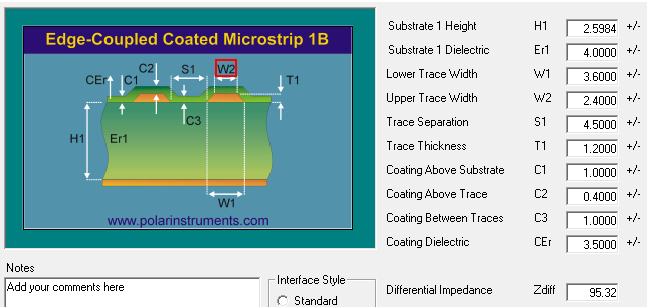 Edge-Coupled Coated Microstrip 1B
C2 S1 W2
CEr C1 T1
C3
H1 Er1
W1
www.polarinstruments.com
Substrate 1 Height H1 2.5984 +/-
Substrate 1 Dielectric Er1 4.0000 +/-
Lower Trace Width W1 3.6000 +/-
Upper Trace Width W2 2.4000 +/-
Trace Separation S1 4.5000 +/-
Trace Thickness T1 1.2000 +/-
Coating Above Substrate C1 1.0000 +/-
Coating Above Trace C2 0.4000 +/-
Coating Between Traces C3 1.0000 +/-
Coating Dielectric CEr 3.5000 +/-
Notes
Add your comments here
Interface Style
Standard
Differential Impedance Zdiff 95.32